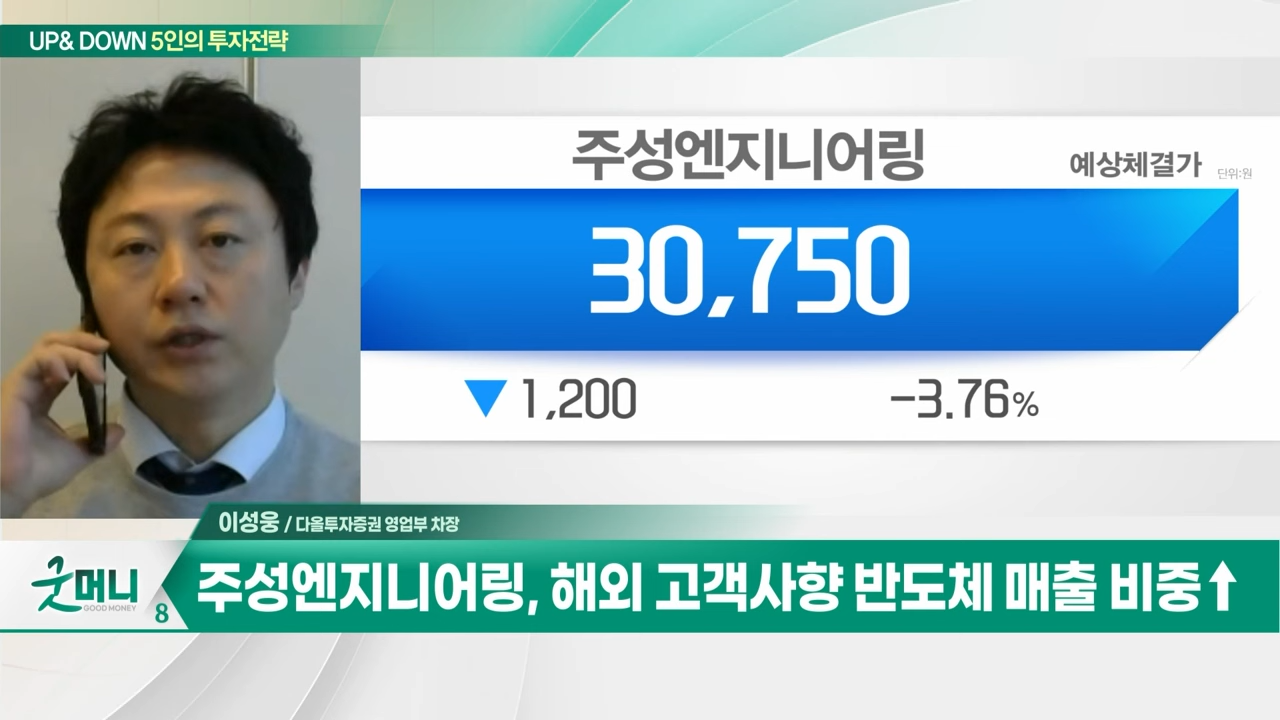 UP& DOWN 5인의 투자전략
주성엔지니어링
예상체결가 단위:원
30,750
▼1,200 -3.76%
이성웅 / 다올투자증권 영업부 차장
굿머니
GOOD MONEY
8
주성엔지니어링, 해외 고객사향 반도체 매출 비중↑